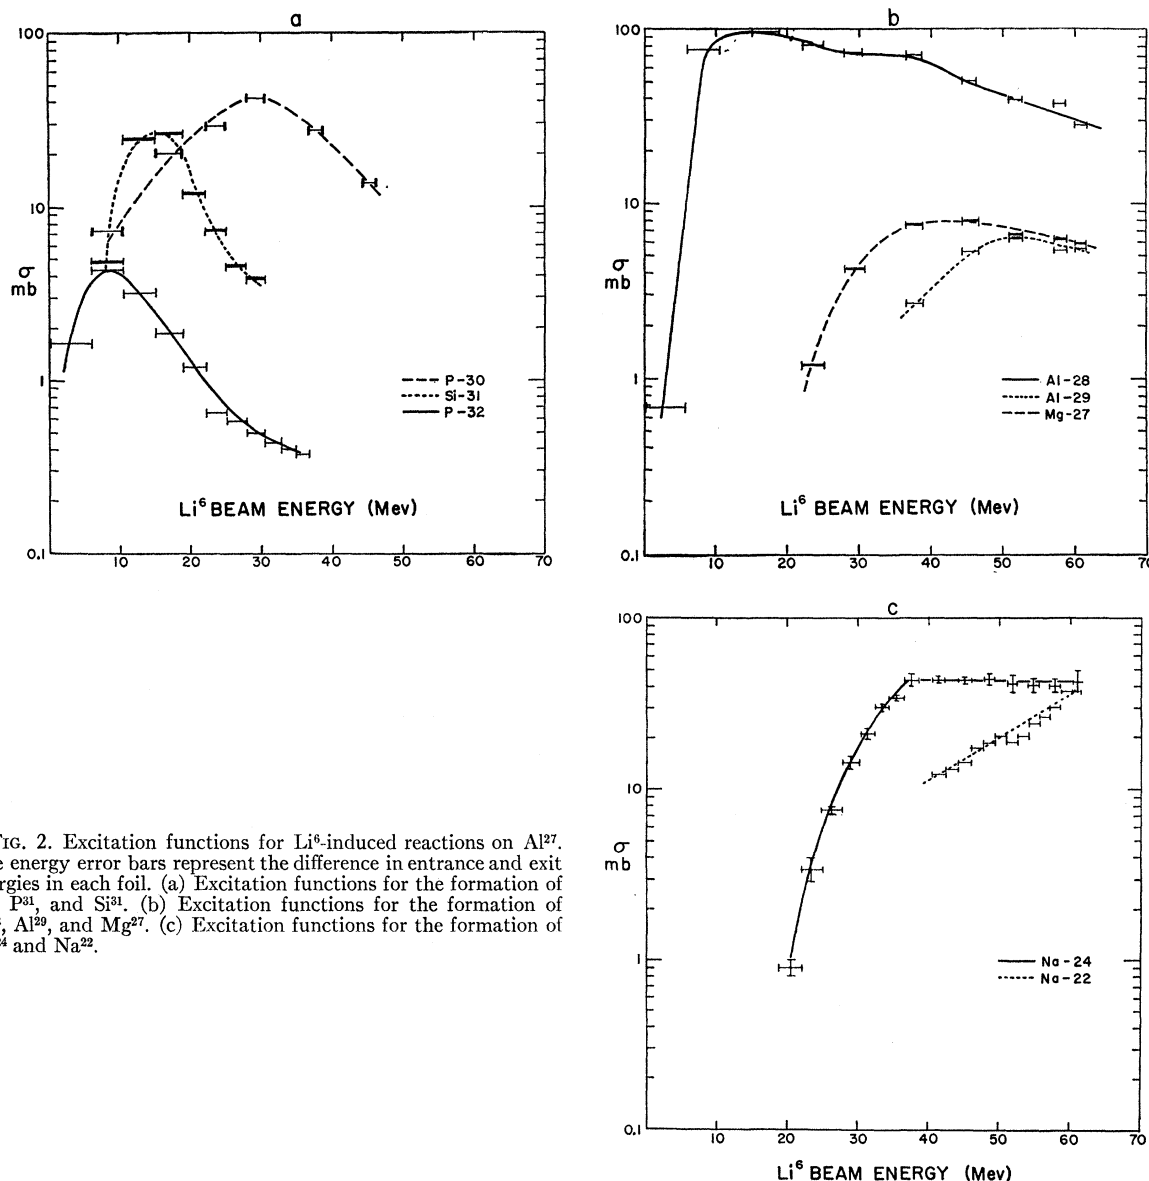 a
100
10
σ
mb
1
0.1
P-30
Si-31
P-32
Li⁶ BEAM ENERGY (Mev)
10 20 30 40 50 60 70
b
100
10
σ
mb
1
0.1
Al-28
Al-29
Mg-27
Li⁶ BEAM ENERGY (Mev)
10 20 30 40 50 60
c
100
10
σ
mb
1
0.1
Na-24
Na-22
10 20 30 40 50 60 70
Li⁶ BEAM ENERGY (Mev)
IG. 2. Excitation functions for Li⁶-induced reactions on Al²⁷.
e energy error bars represent the difference in entrance and exit
rgies in each foil. (a) Excitation functions for the formation of
P³¹, and Si³¹. (b) Excitation functions for the formation of
, Al²⁹, and Mg²⁷. (c) Excitation functions for the formation of
²⁴ and Na²².